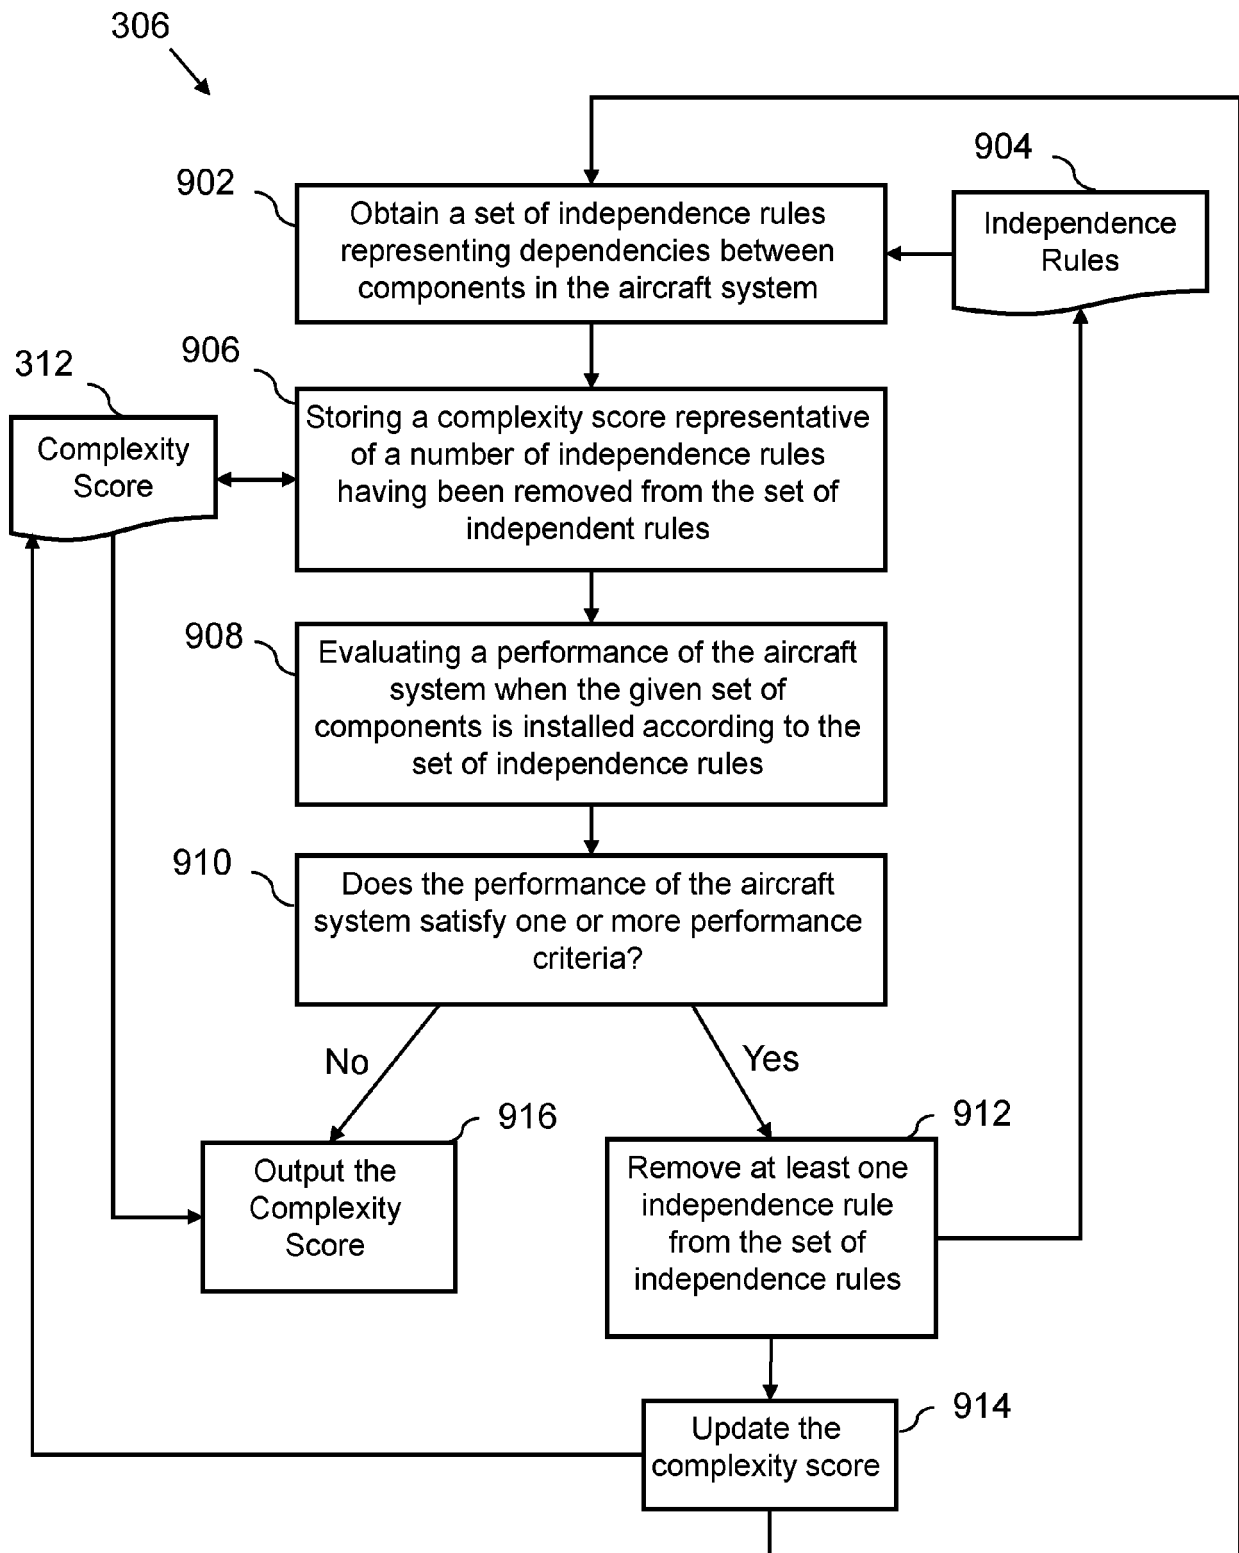 306
904
902
Obtain a set of independence rules
representing dependencies between
components in the aircraft system
Independence
Rules
906
312
Storing a complexity score representative
of a number of independence rules
having been removed from the set of
independent rules
Complexity
Score
908
Evaluating a performance of the aircraft
system when the given set of
components is installed according to the
set of independence rules
910
Does the performance of the aircraft
system satisfy one or more performance
criteria?
No
Yes
916
912
Output the
Complexity
Score
Remove at least one
independence rule
from the set of
independence rules
914
Update the
complexity score